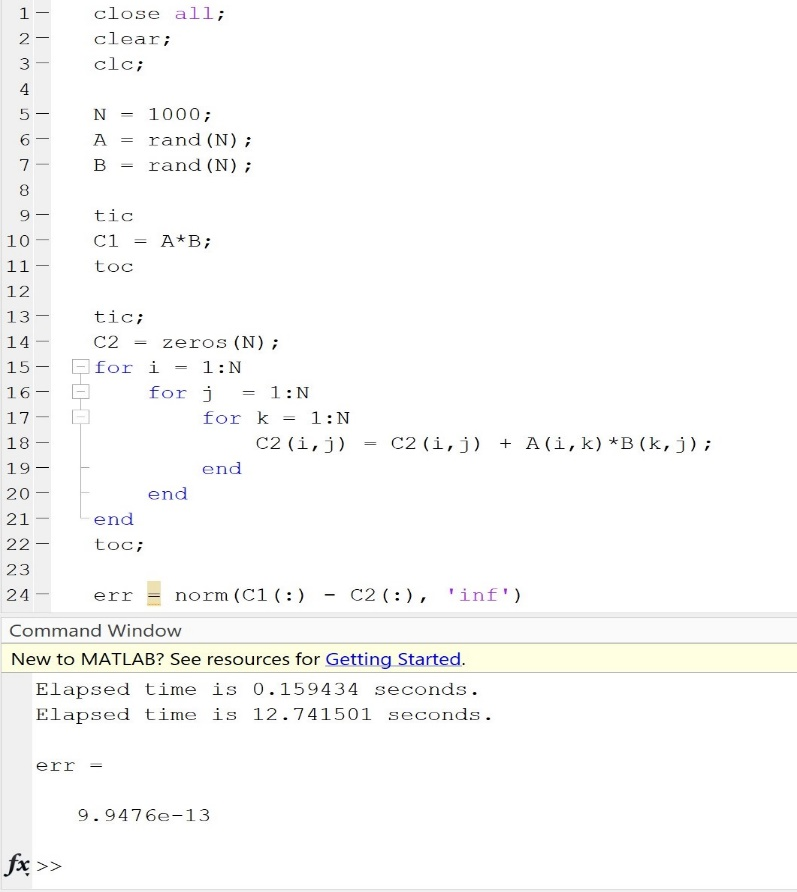 1 – close all;
2 – clear;
3 – clc;
4
5 – N = 1000;
6 – A = rand(N);
7 – B = rand(N);
8
9 – tic
10 – C1 = A*B;
11 – toc
12
13 – tic;
14 – C2 = zeros(N);
15 – for i = 1:N
16 – for j = 1:N
17 – for k = 1:N
18 – C2(i,j) = C2(i,j) + A(i,k)*B(k,j);
19 – end
20 – end
21 – end
22 – toc;
23
24 – err = norm(C1(:) - C2(:), 'inf')
Command Window
New to MATLAB? See resources for Getting Started.
Elapsed time is 0.159434 seconds.
Elapsed time is 12.741501 seconds.
err =
9.9476e-13
fx >>